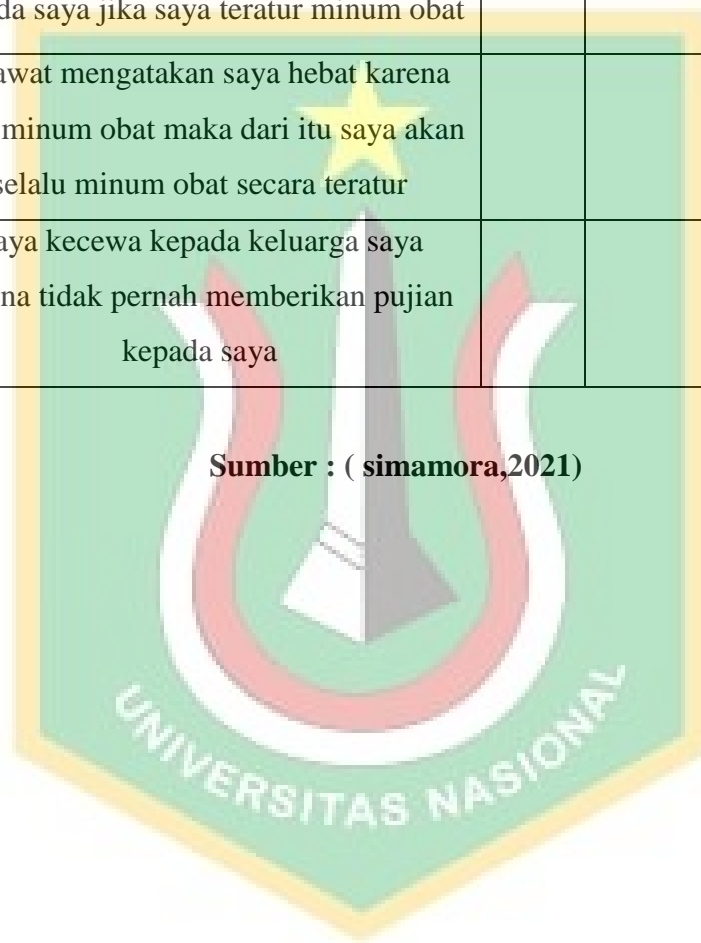 da saya jika saya teratur minum obat
awat mengatakan saya hebat karena
minum obat maka dari itu saya akan
selalu minum obat secara teratur
aya kecewa kepada keluarga saya
na tidak pernah memberikan pujian
kepada saya
Sumber : ( simamora,2021)
UNIVERSITAS NASIONAL